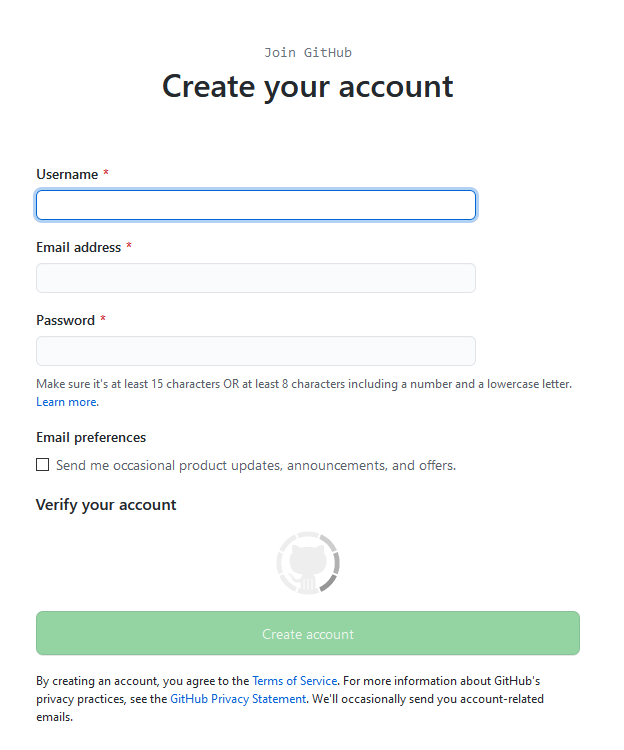 Join GitHub
Create your account
Username *
Email address *
Password *
Make sure it's at least 15 characters OR at least 8 characters including a number and a lowercase letter.
Learn more.
Email preferences
Send me occasional product updates, announcements, and offers.
Verify your account
Create account
By creating an account, you agree to the Terms of Service. For more information about GitHub's
privacy practices, see the GitHub Privacy Statement. We'll occasionally send you account-related
emails.